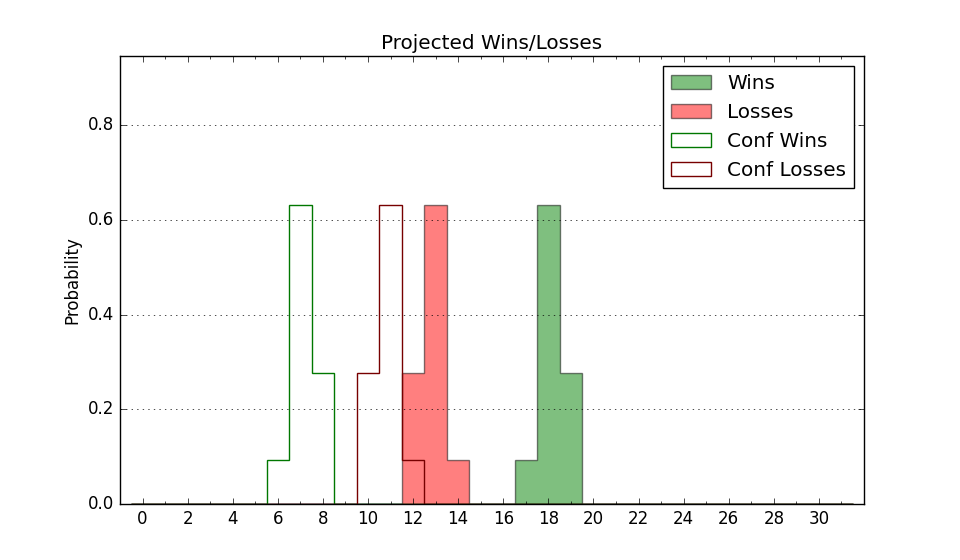 Projected Wins/Losses
Wins
Losses
Conf Wins
Conf Losses
Probability
0.8
0.6
0.4
0.2
0.0
0 2 4 6 8 10 12 14 16 18 20 22 24 26 28 30